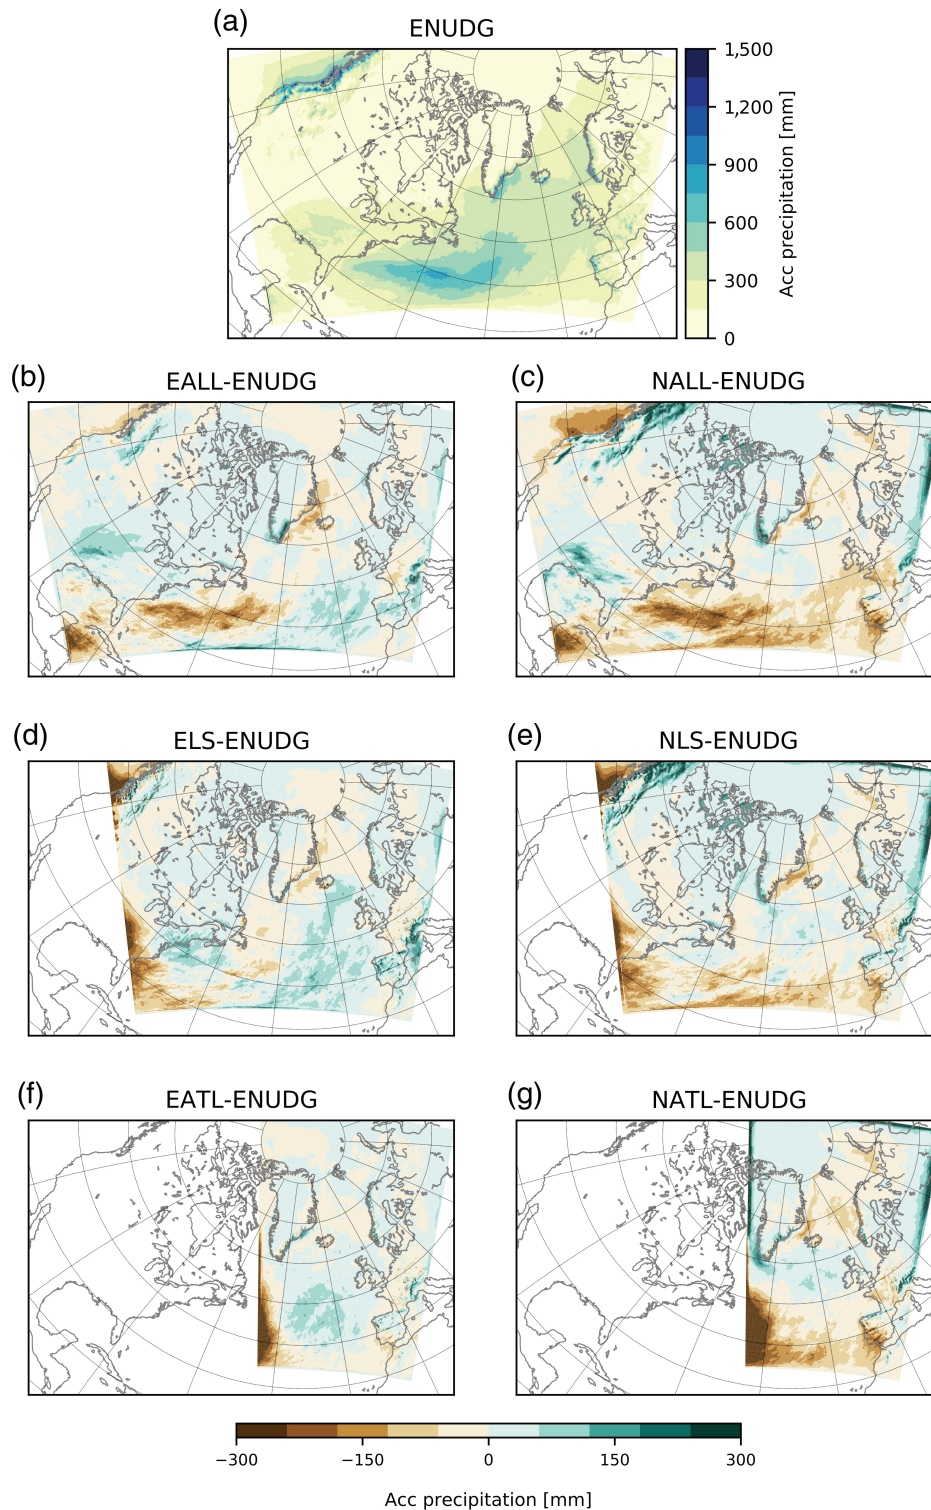 (a)
ENUDG
1,500
1,200
900
600
300
0
Acc precipitation [mm]
(b)
EALL-ENUDG
(c)
NALL-ENUDG
(d)
ELS-ENUDG
(e)
NLS-ENUDG
(f)
EATL-ENUDG
(g)
NATL-ENUDG
−300
−150
0
150
300
Acc precipitation [mm]